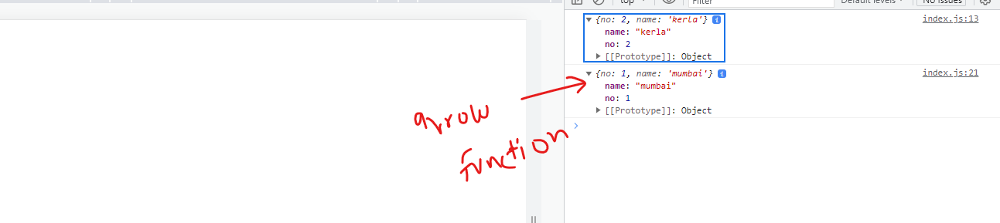 top
Filter
Default levels
No Issues
{no: 2, name: 'kerla'} i
index.js:13
name: "kerla"
no: 2
[[Prototype]]: Object
{no: 1, name: 'mumbai'} i
index.js:21
name: "mumbai"
no: 1
[[Prototype]]: Object
arrow
function